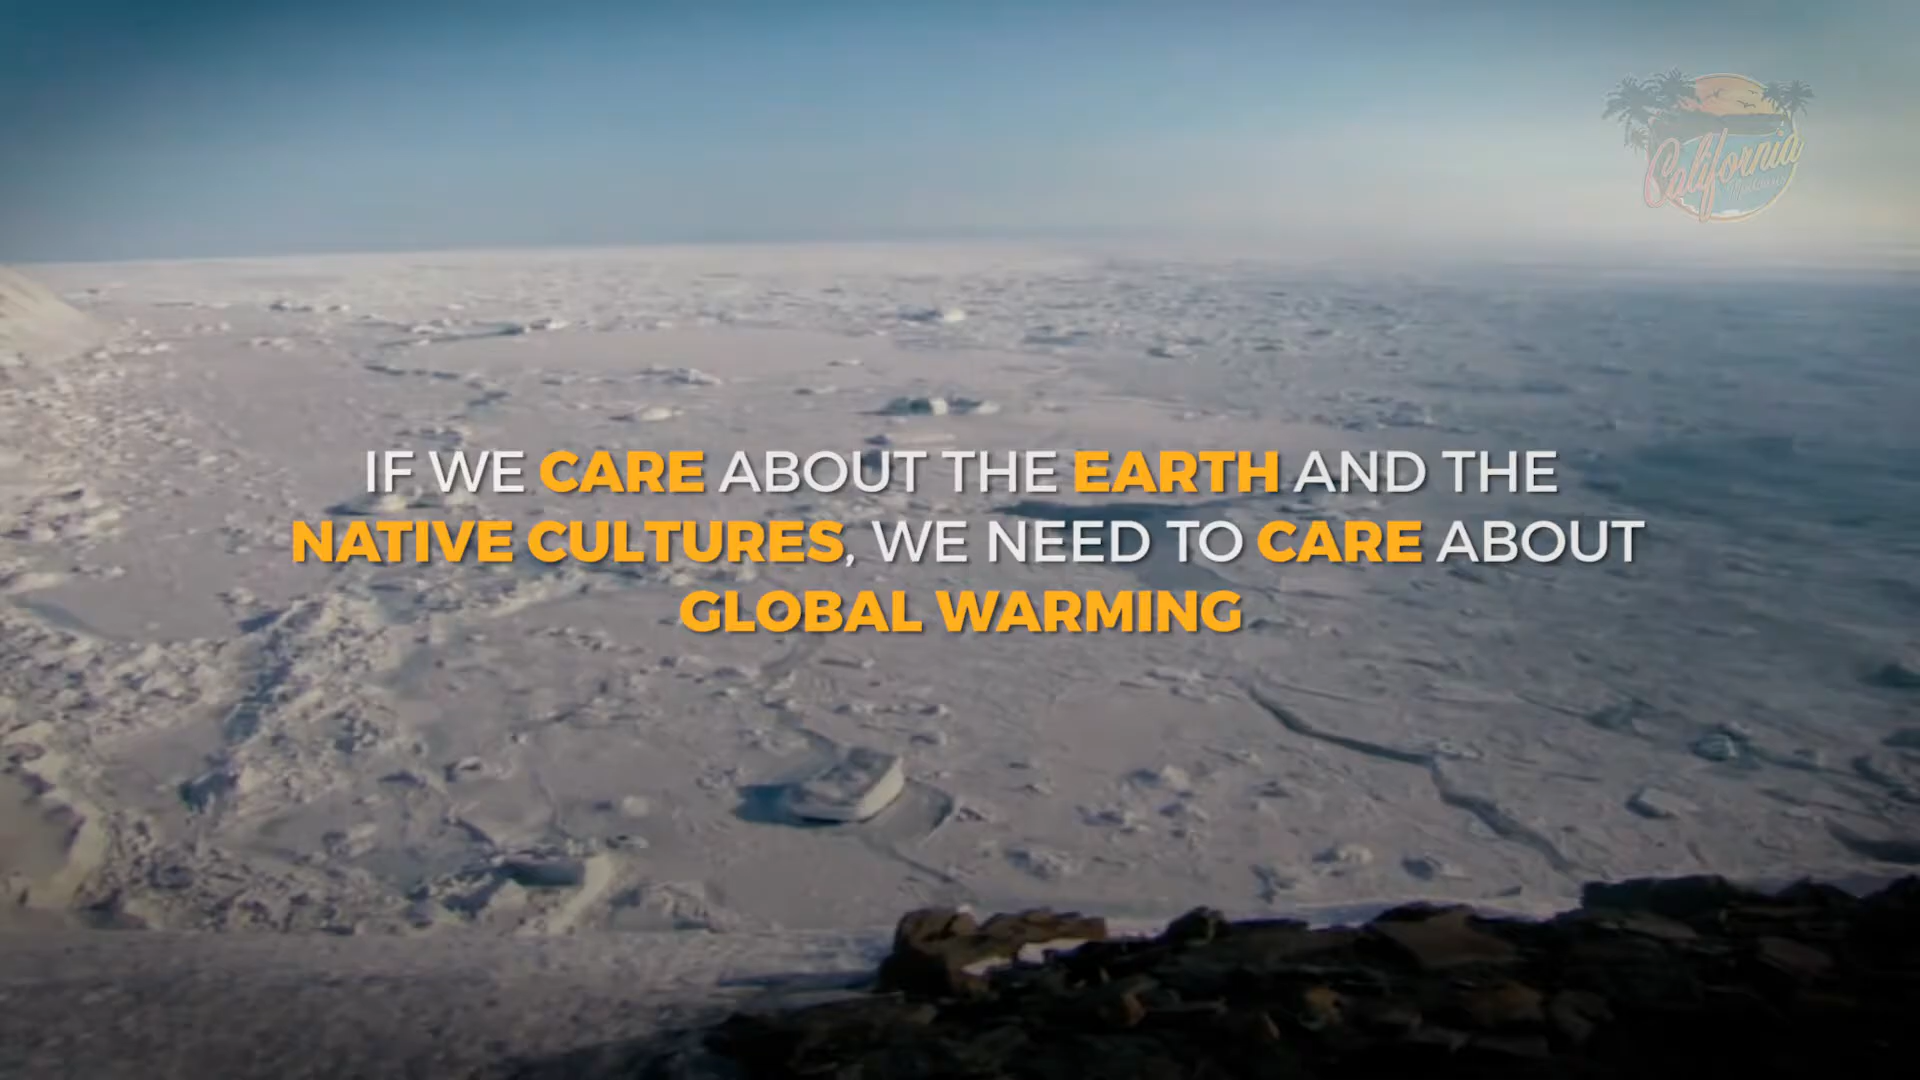 California
IF WE CARE ABOUT THE EARTH AND THE
NATIVE CULTURES, WE NEED TO CARE ABOUT
GLOBAL WARMING